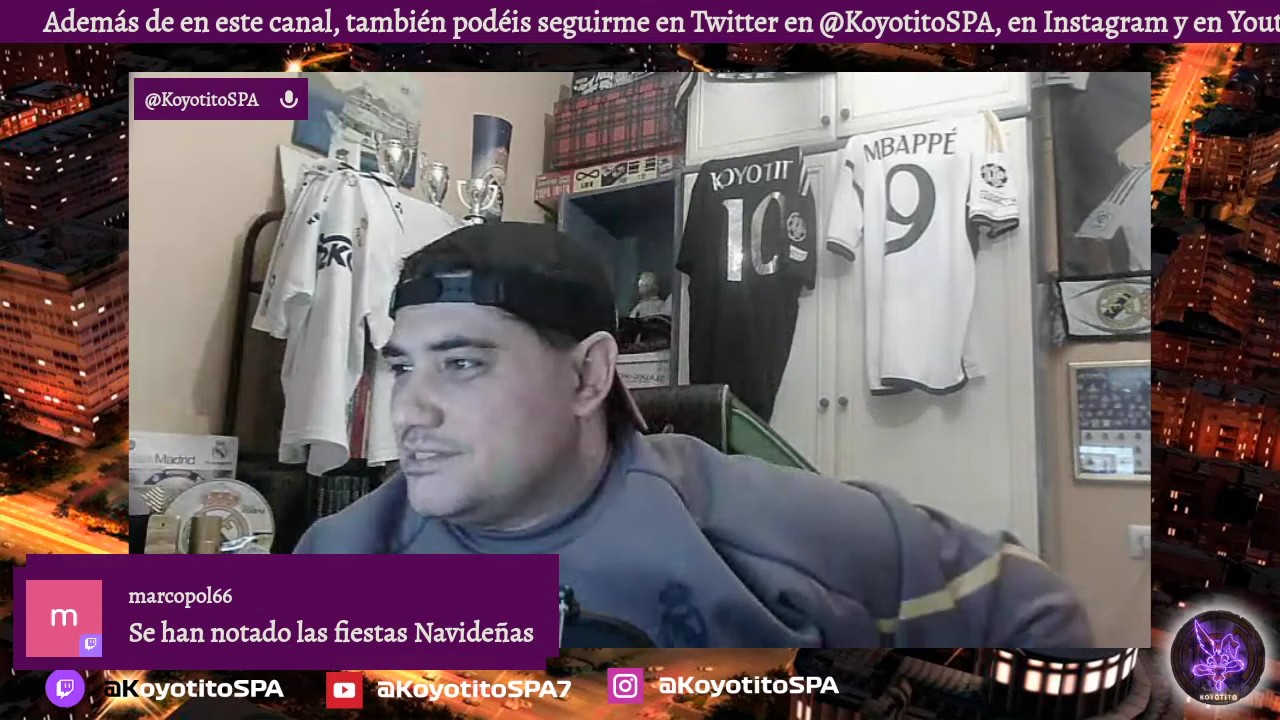 Además de en este canal, también podéis seguirme en Twitter en @KoyotitoSPA, en Instagram y en Yout
@KoyotitoSPA
KOYOTIT
10
MBAPPÉ
9
Madrid
m
marcopol66
Se han notado las fiestas Navideñas
@KoyotitoSPA
@KoyotitoSPA7
@KoyotitoSPA
KOYOTITO